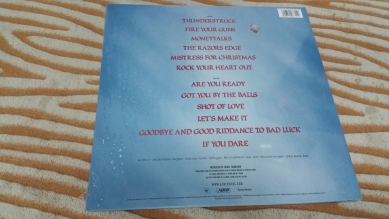 THUNDERSTRUCK
FIRE YOUR GUNS
MONEYTALKS
THE RAZORS EDGE
MISTRESS FOR CHRISTMAS
ROCK YOUR HEART OUT
ARE YOU READY
GOT YOU BY THE BALLS
SHOT OF LOVE
LET'S MAKE IT
GOODBYE AND GOOD RIDDANCE TO BAD LUCK
IF YOU DARE